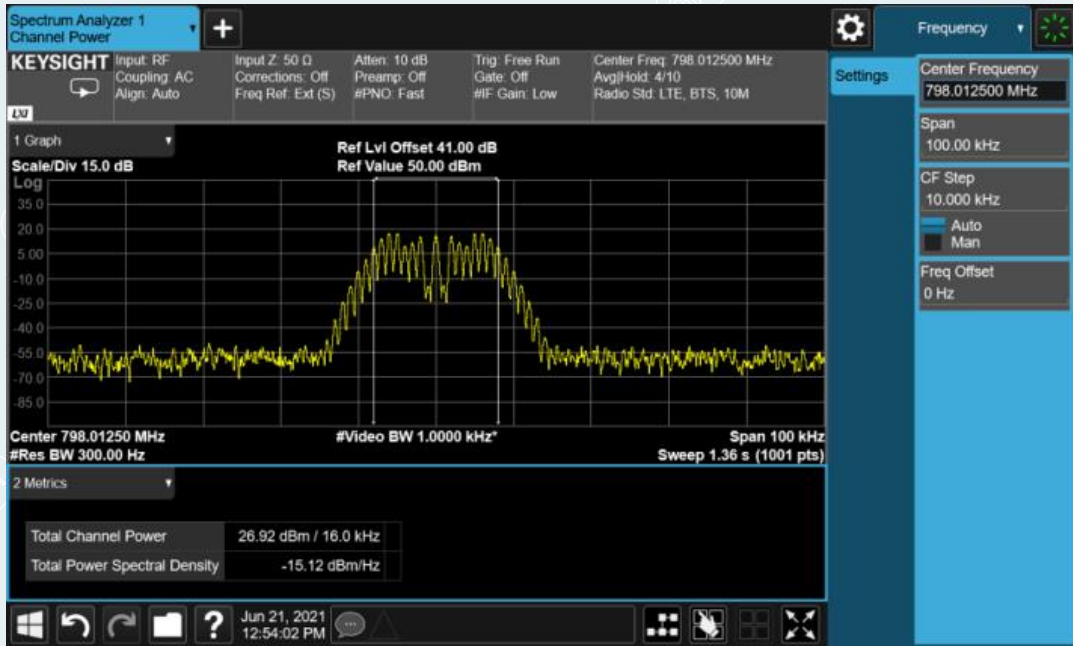 Spectrum Analyzer 1
Channel Power
+
Frequency
KEYSIGHT
LXI
Input: RF
Coupling: AC
Align: Auto
Input Z: 50 Ω
Corrections: Off
Freq Ref: Ext (S)
Atten: 10 dB
Preamp: Off
#PNO: Fast
Trig: Free Run
Gate: Off
#IF Gain: Low
Center Freq: 798.012500 MHz
Avg|Hold: 4/10
Radio Std: LTE, BTS, 10M
Settings
Center Frequency
798.012500 MHz
Span
100.00 kHz
CF Step
10.000 kHz
Auto
Man
Freq Offset
0 Hz
1 Graph
Scale/Div 15.0 dB
Ref Lvl Offset 41.00 dB
Ref Value 50.00 dBm
Log
35.0
20.0
5.00
-10.0
-25.0
-40.0
-55.0
-70.0
-85.0
Center 798.01250 MHz
#Res BW 300.00 Hz
#Video BW 1.0000 kHz*
Span 100 kHz
Sweep 1.36 s (1001 pts)
2 Metrics
Total Channel Power 26.92 dBm / 16.0 kHz
Total Power Spectral Density -15.12 dBm/Hz
?
Jun 21, 2021
12:54:02 PM